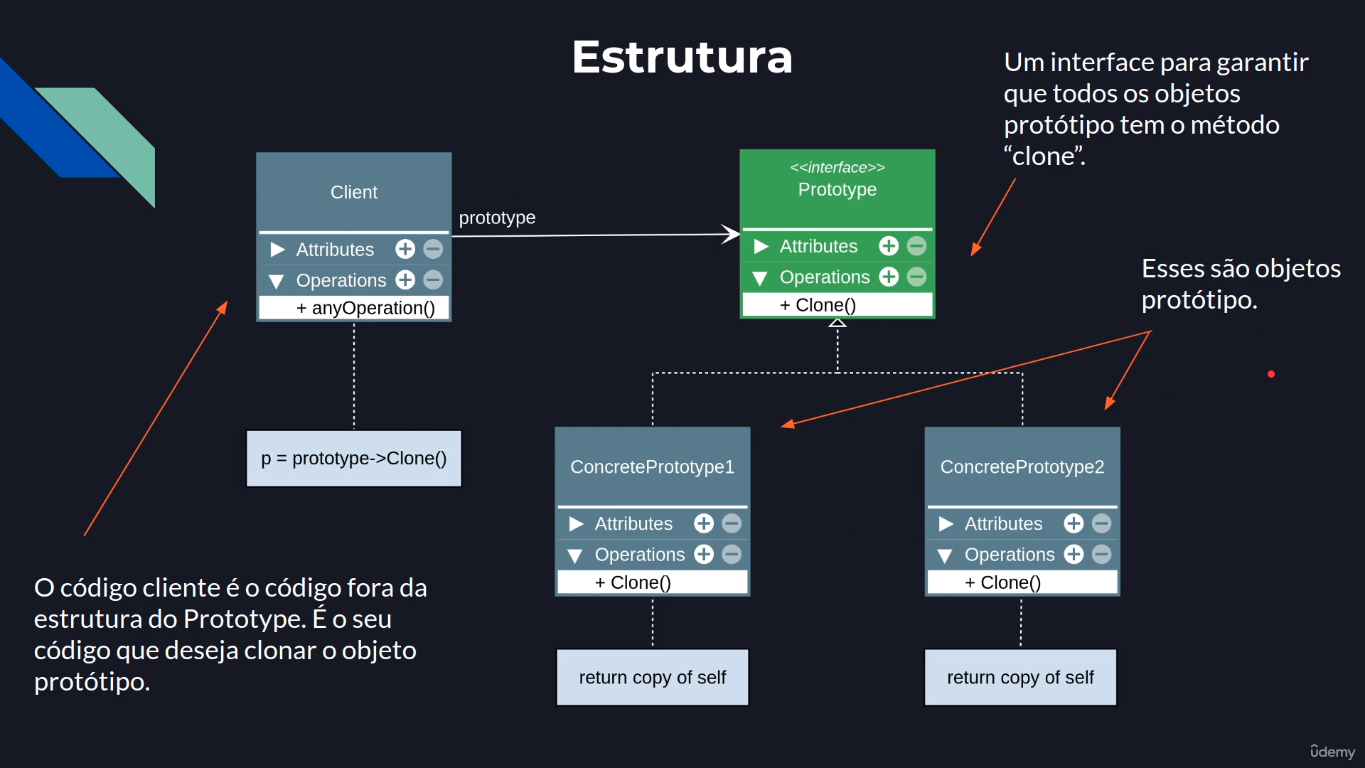 Estrutura
Um interface para garantir
que todos os objetos
protótipo tem o método
“clone”.
Client
prototype
<<interface>>
Prototype
Attributes
Operations
+ anyOperation()
Attributes
Operations
+ Clone()
Esses são objetos
protótipo.
p = prototype->Clone()
ConcretePrototype1
Attributes
Operations
+ Clone()
ConcretePrototype2
Attributes
Operations
+ Clone()
O código cliente é o código fora da
estrutura do Prototype. É o seu
código que deseja clonar o objeto
protótipo.
return copy of self
return copy of self
ûdemy